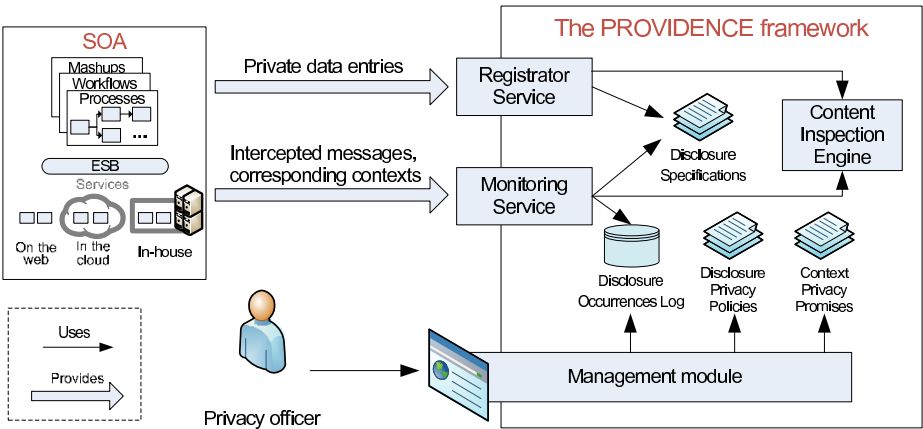 SOA
Mashups
Workflows
Processes
...
ESB
Services
On the
web
In the
cloud
In-house
Private data entries
Intercepted messages,
corresponding contexts
The PROVIDENCE framework
Registrator
Service
Monitoring
Service
Disclosure
Specifications
Content
Inspection
Engine
Disclosure
Occurrences Log
Disclosure
Privacy
Policies
Context
Privacy
Promises
Management module
Uses
Provides
Privacy officer